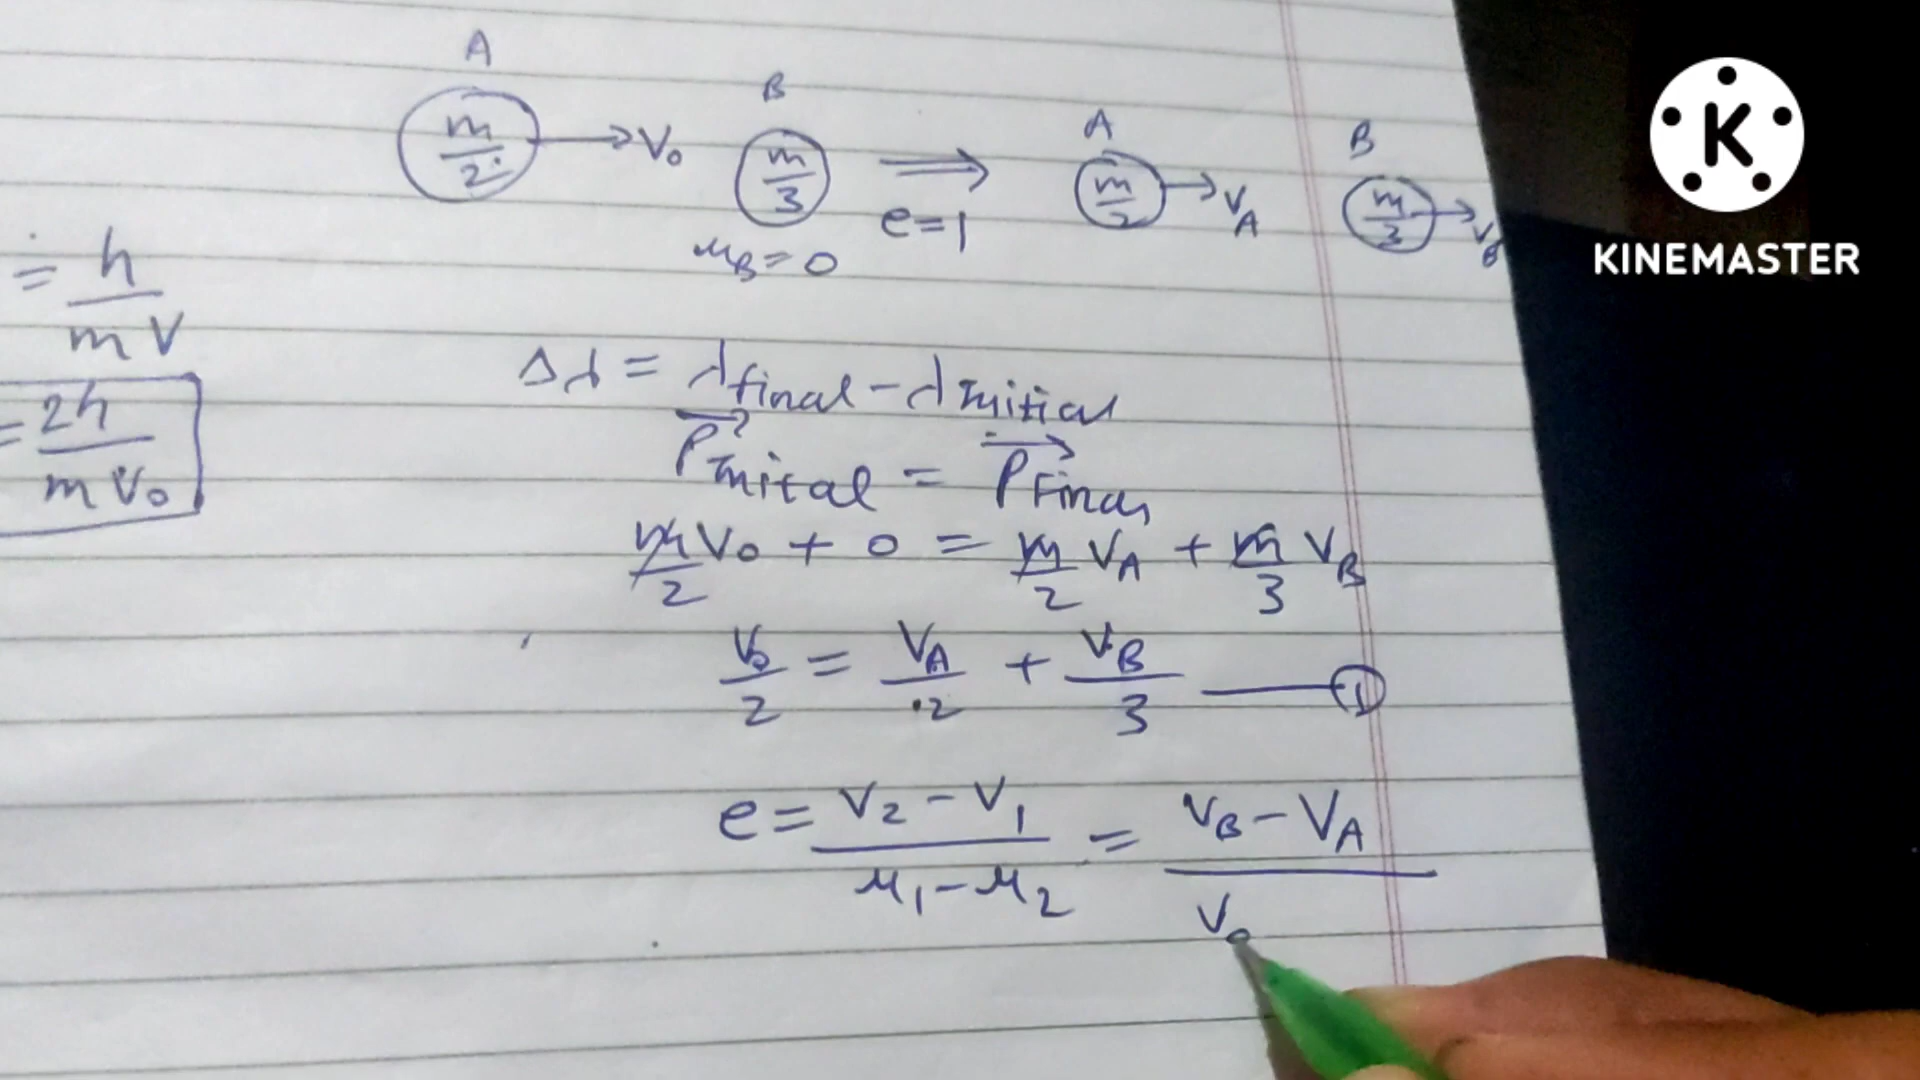 A
m/2 → V₀
B
m/3
u_B = 0
⟹
e = 1
A
m/2 → V_A
B
m/3 → V_B
K
KINEMASTER
= h/mV
= 2h/mV₀
Δλ = λfinal - λInitial
PInital = PFinal
m/2 V₀ + 0 = m/2 V_A + m/3 V_B
V₀/2 = V_A/2 + V_B/3 —— ①
e = V₂ - V₁ / u₁ - u₂ = V_B - V_A / V₀